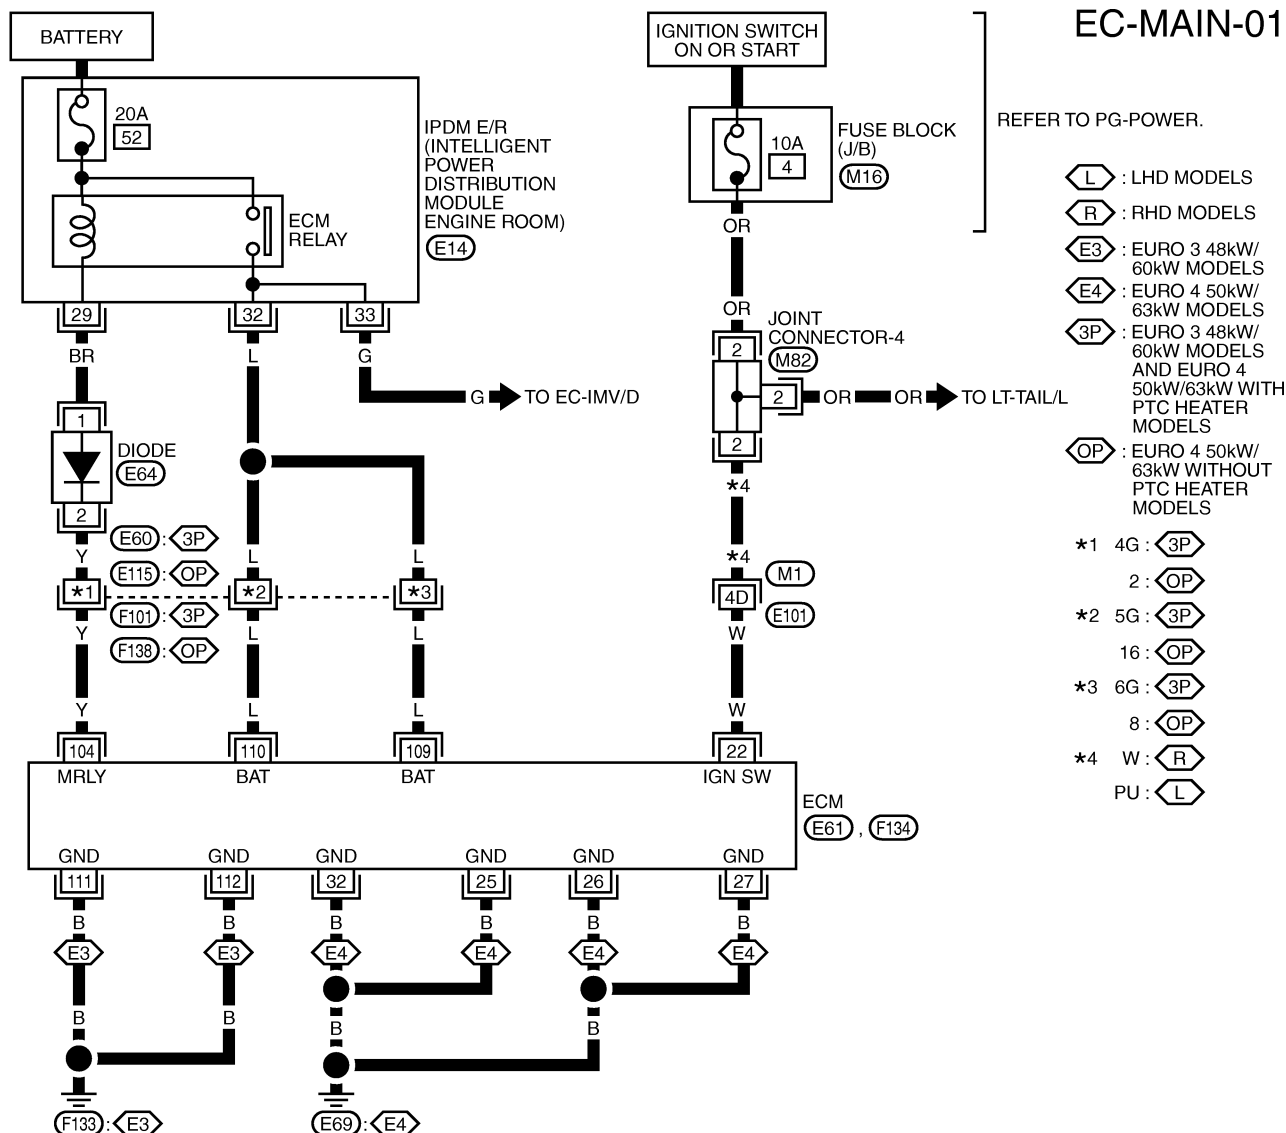 EC-MAIN-01
BATTERY
IGNITION SWITCH
ON OR START
20A
52
IPDM E/R
(INTELLIGENT
POWER
DISTRIBUTION
MODULE
ENGINE ROOM)
E14
ECM
RELAY
10A
4
FUSE BLOCK
(J/B)
M16
REFER TO PG-POWER.
OR
OR
29
32
33
BR
L
G
G
TO EC-IMV/D
JOINT
CONNECTOR-4
M82
2
2
OR
OR
TO LT-TAIL/L
2
1
DIODE
E64
2
*4
*4
Y
E60 : 3P
E115 : OP
L
L
*1
*2
*3
F101 : 3P
F138 : OP
Y
L
L
M1
4D
E101
W
Y
L
L
W
104
110
109
22
MRLY
BAT
BAT
IGN SW
ECM
E61 , F134
GND
GND
GND
GND
GND
GND
111
112
32
25
26
27
B
B
B
B
B
B
E3
E3
E4
E4
E4
E4
B
B
B
B
F133 : E3
E69 : E4
L : LHD MODELS
R : RHD MODELS
E3 : EURO 3 48kW/
60kW MODELS
E4 : EURO 4 50kW/
63kW MODELS
3P : EURO 3 48kW/
60kW MODELS
AND EURO 4
50kW/63kW WITH
PTC HEATER
MODELS
OP : EURO 4 50kW/
63kW WITHOUT
PTC HEATER
MODELS
*1 4G : 3P
2 : OP
*2 5G : 3P
16 : OP
*3 6G : 3P
8 : OP
*4 W : R
PU : L